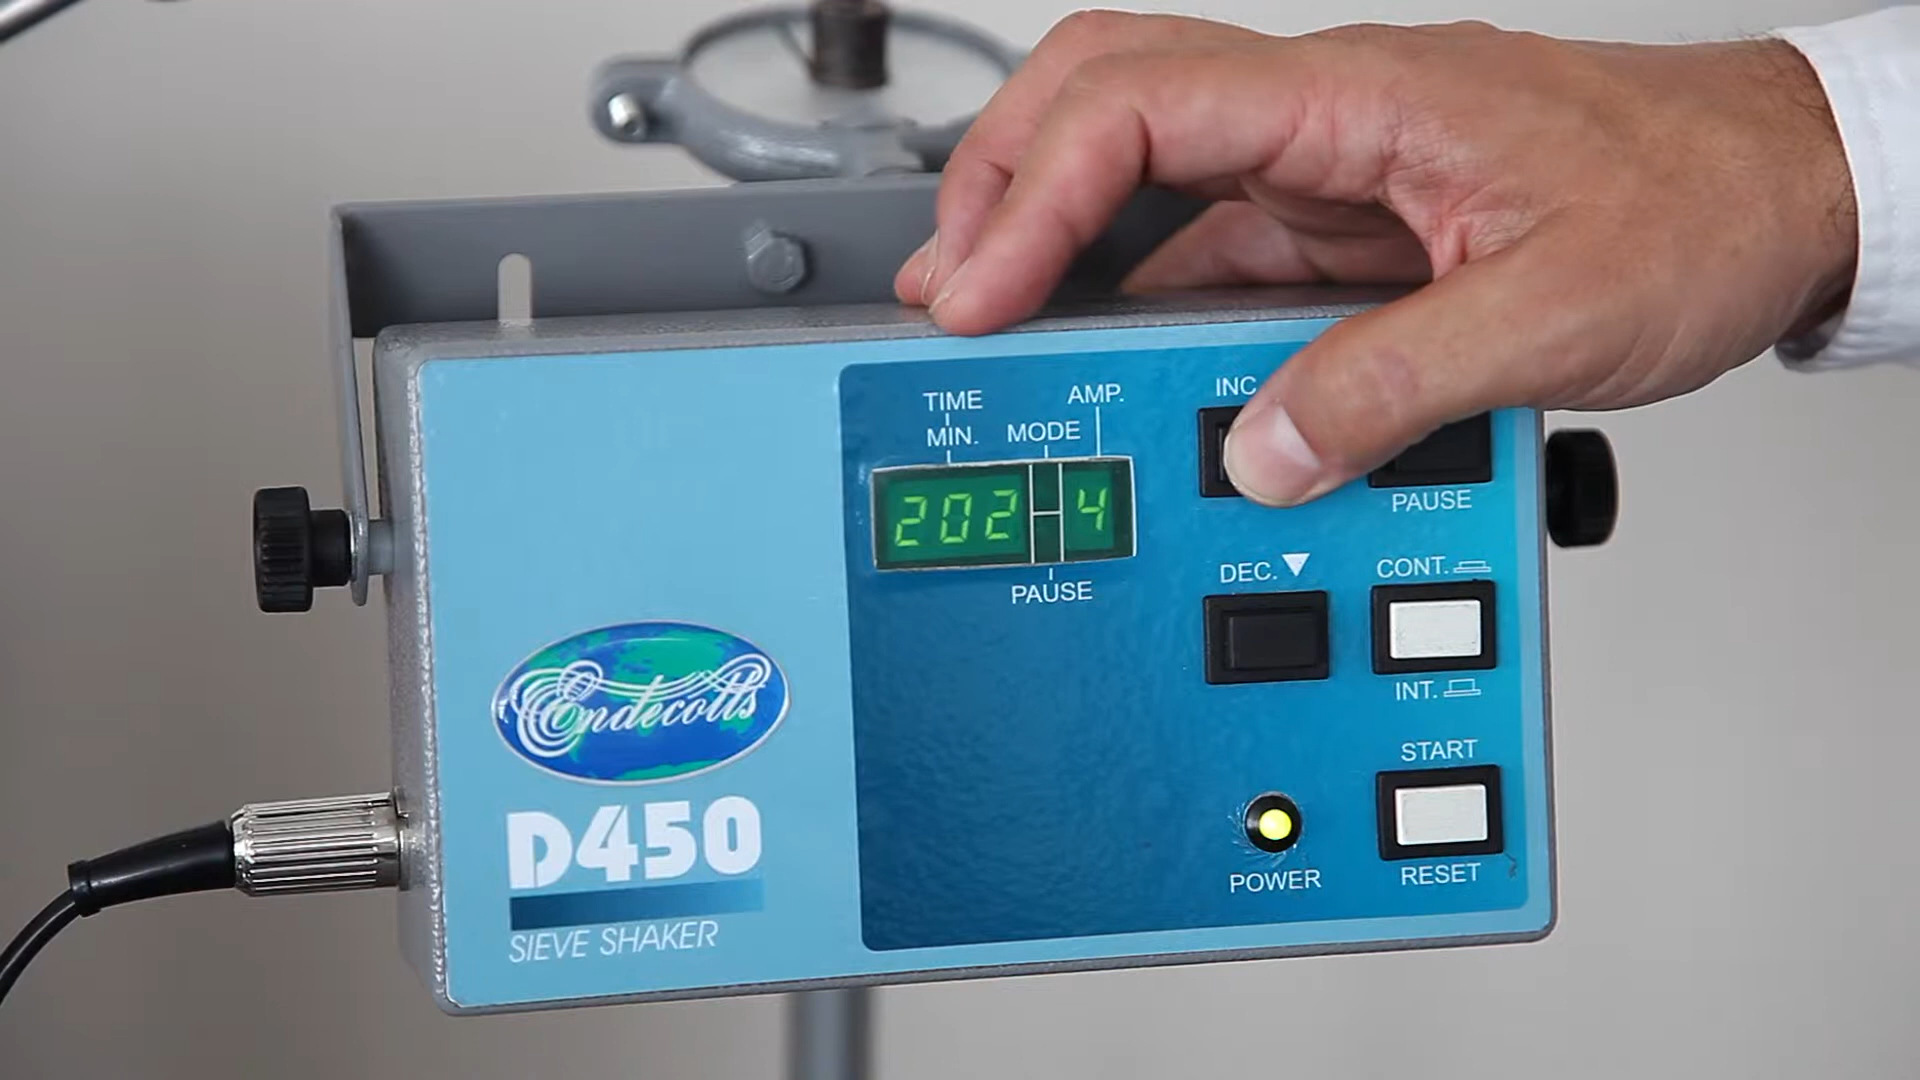 TIME
MIN.
MODE
AMP.
202 4
PAUSE
INC
PAUSE
DEC. ▼
CONT.
INT.
START
RESET
POWER
Endecotts
D450
SIEVE SHAKER